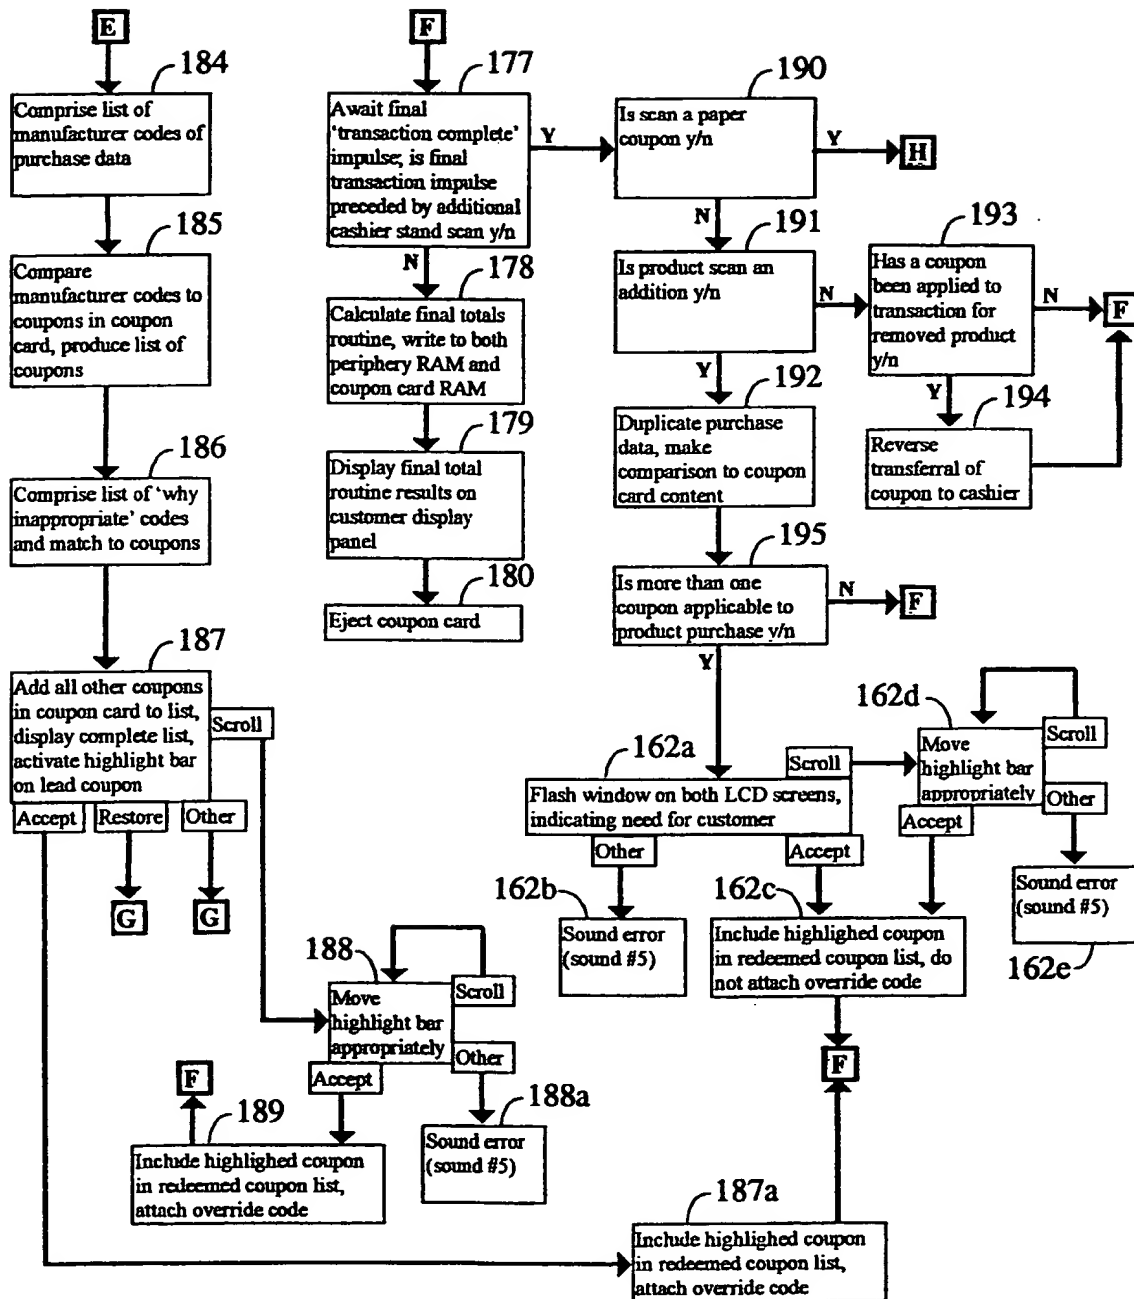 E
184
Comprise list of
manufacturer codes of
purchase data
185
Compare
manufacturer codes to
coupons in coupon
card, produce list of
coupons
186
Comprise list of 'why
inappropriate' codes
and match to coupons
187
Add all other coupons
in coupon card to list,
display complete list,
activate highlight bar
on lead coupon
Scroll
Accept
Restore
Other
G
G
188
Move
highlight bar
appropriately
Scroll
Other
Accept
188a
Sound error
(sound #5)
F
189
Include highlighed coupon
in redeemed coupon list,
attach override code
F
177
Await final
'transaction complete'
impulse; is final
transaction impulse
preceded by additional
cashier stand scan y/n
Y
N
178
Calculate final totals
routine, write to both
periphery RAM and
coupon card RAM
179
Display final total
routine results on
customer display
panel
180
Eject coupon card
190
Is scan a paper
coupon y/n
Y
H
N
191
Is product scan an
addition y/n
N
Y
193
Has a coupon
been applied to
transaction for
removed product
y/n
N
F
Y
194
Reverse
transferral of
coupon to cashier
192
Duplicate purchase
data, make
comparison to coupon
card content
195
Is more than one
coupon applicable to
product purchase y/n
N
F
Y
162a
Scroll
Flash window on both LCD screens,
indicating need for customer
Other
Accept
162b
Sound error
(sound #5)
162c
Include highlighed coupon
in redeemed coupon list, do
not attach override code
162d
Move
highlight bar
appropriately
Scroll
Other
Accept
Sound error
(sound #5)
162e
F
187a
Include highlighed coupon
in redeemed coupon list,
attach override code